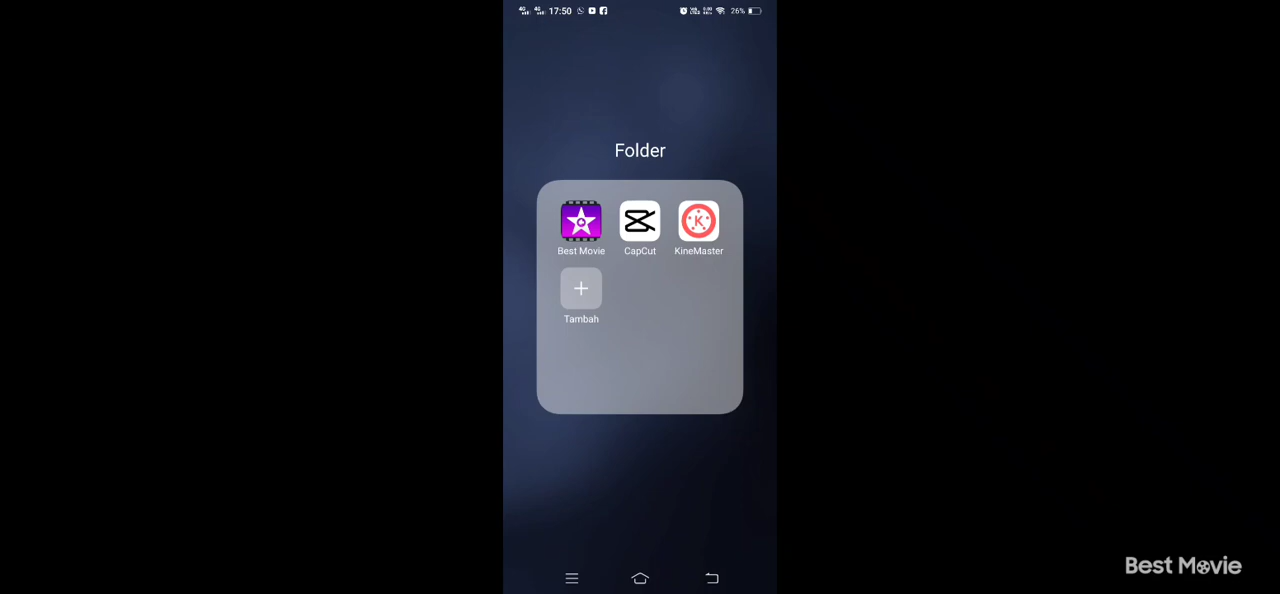 17:50
26%
Folder
Best Movie
CapCut
KineMaster
Tambah
Best Movie